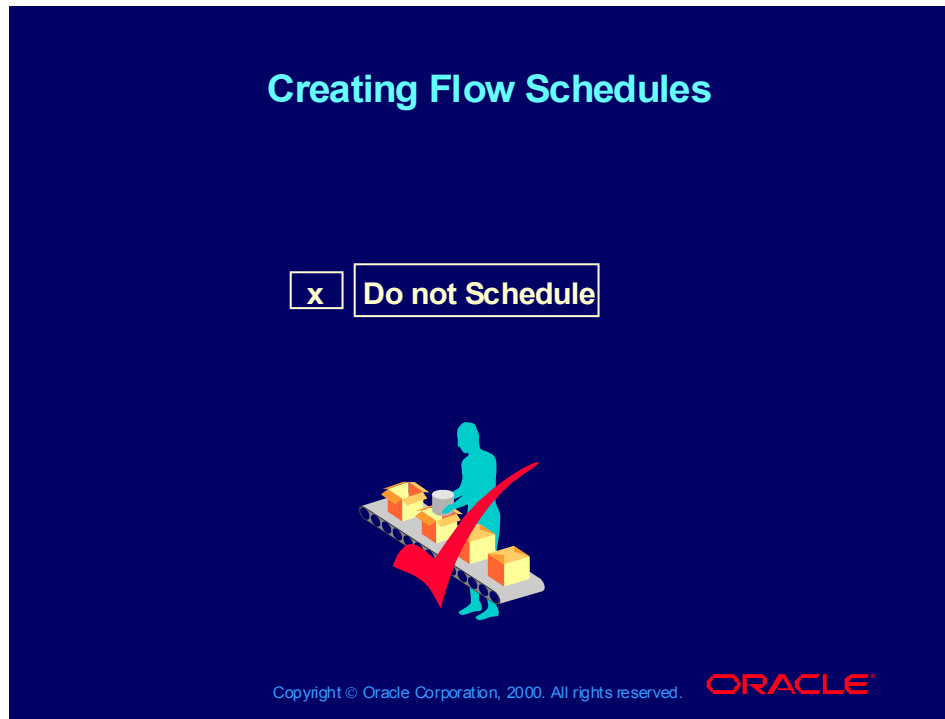 Creating Flow Schedules
x Do not Schedule
Copyright © Oracle Corporation, 2000. All rights reserved. ORACLE®